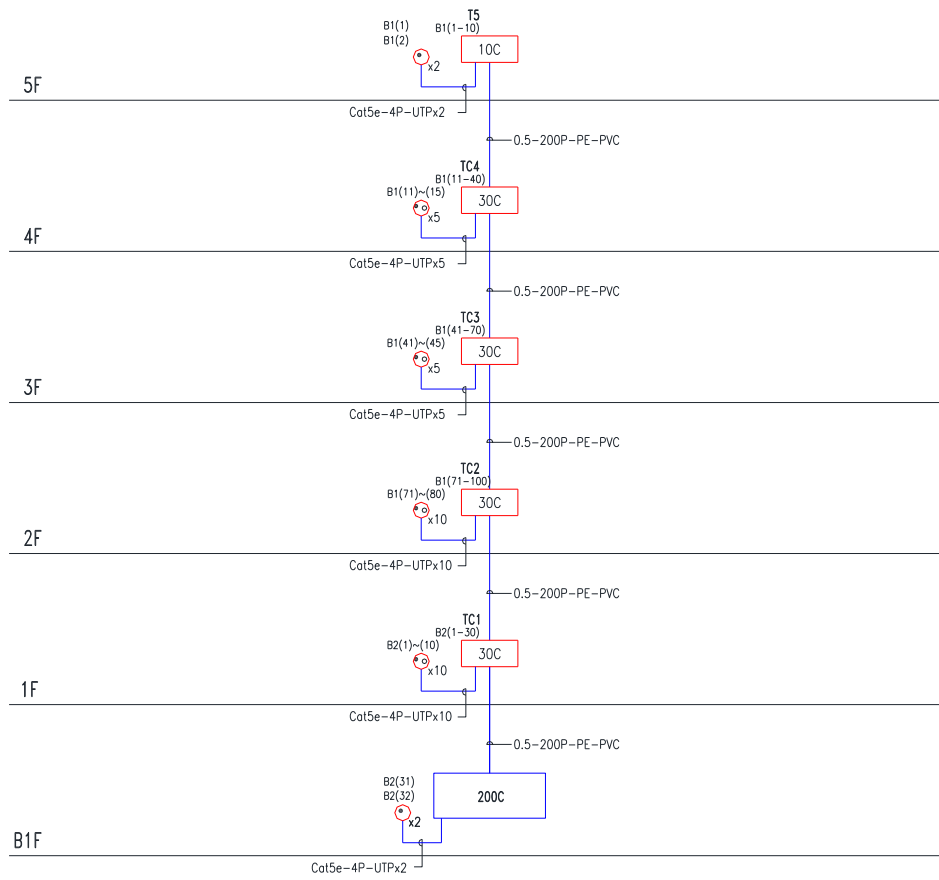 T5
B1(1)
B1(1-10)
B1(2)
10C
x2
5F
Cat5e-4P-UTPx2
0.5-200P-PE-PVC
TC4
B1(11-40)
B1(11)~(15)
30C
x5
4F
Cat5e-4P-UTPx5
0.5-200P-PE-PVC
TC3
B1(41-70)
B1(41)~(45)
30C
x5
3F
Cat5e-4P-UTPx5
0.5-200P-PE-PVC
TC2
B1(71-100)
B1(71)~(80)
30C
x10
2F
Cat5e-4P-UTPx10
0.5-200P-PE-PVC
TC1
B2(1-30)
B2(1)~(10)
30C
x10
1F
Cat5e-4P-UTPx10
0.5-200P-PE-PVC
B2(31)
B2(32)
200C
x2
B1F
Cat5e-4P-UTPx2